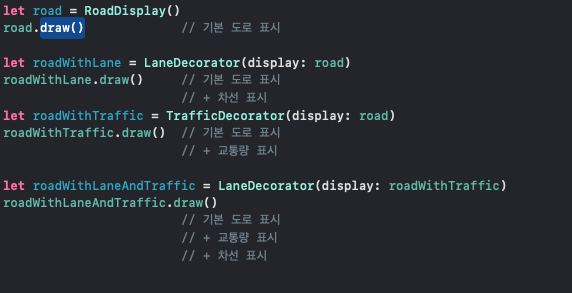 let road = RoadDisplay()
road.draw() // 기본 도로 표시
let roadWithLane = LaneDecorator(display: road)
roadWithLane.draw() // 기본 도로 표시
// + 차선 표시
let roadWithTraffic = TrafficDecorator(display: road)
roadWithTraffic.draw() // 기본 도로 표시
// + 교통량 표시
let roadWithLaneAndTraffic = LaneDecorator(display: roadWithTraffic)
roadWithLaneAndTraffic.draw()
// 기본 도로 표시
// + 교통량 표시
// + 차선 표시